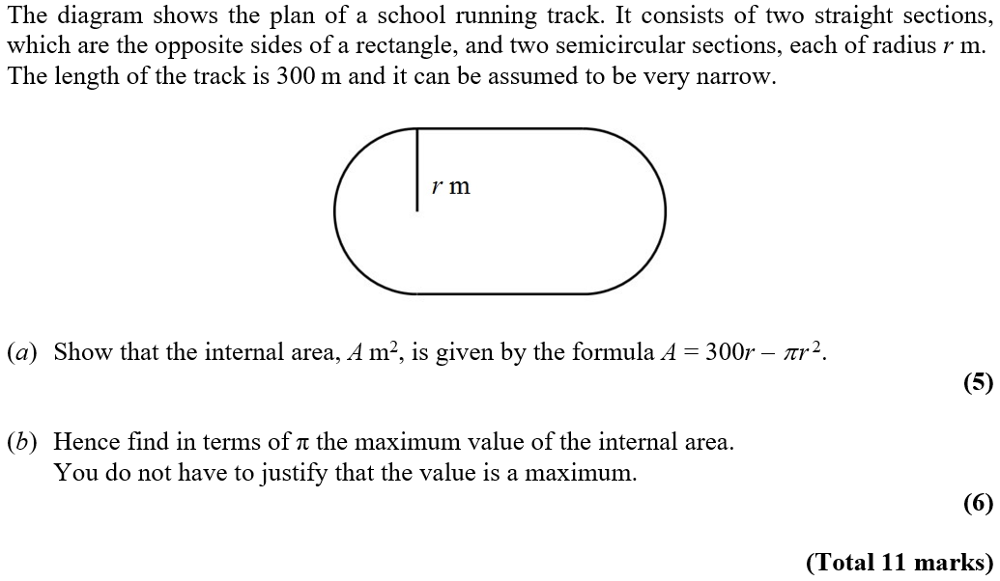 The diagram shows the plan of a school running track. It consists of two straight sections,
which are the opposite sides of a rectangle, and two semicircular sections, each of radius r m.
The length of the track is 300 m and it can be assumed to be very narrow.
r m
(a) Show that the internal area, A m², is given by the formula A = 300r – πr².
(5)
(b) Hence find in terms of π the maximum value of the internal area.
You do not have to justify that the value is a maximum.
(6)
(Total 11 marks)